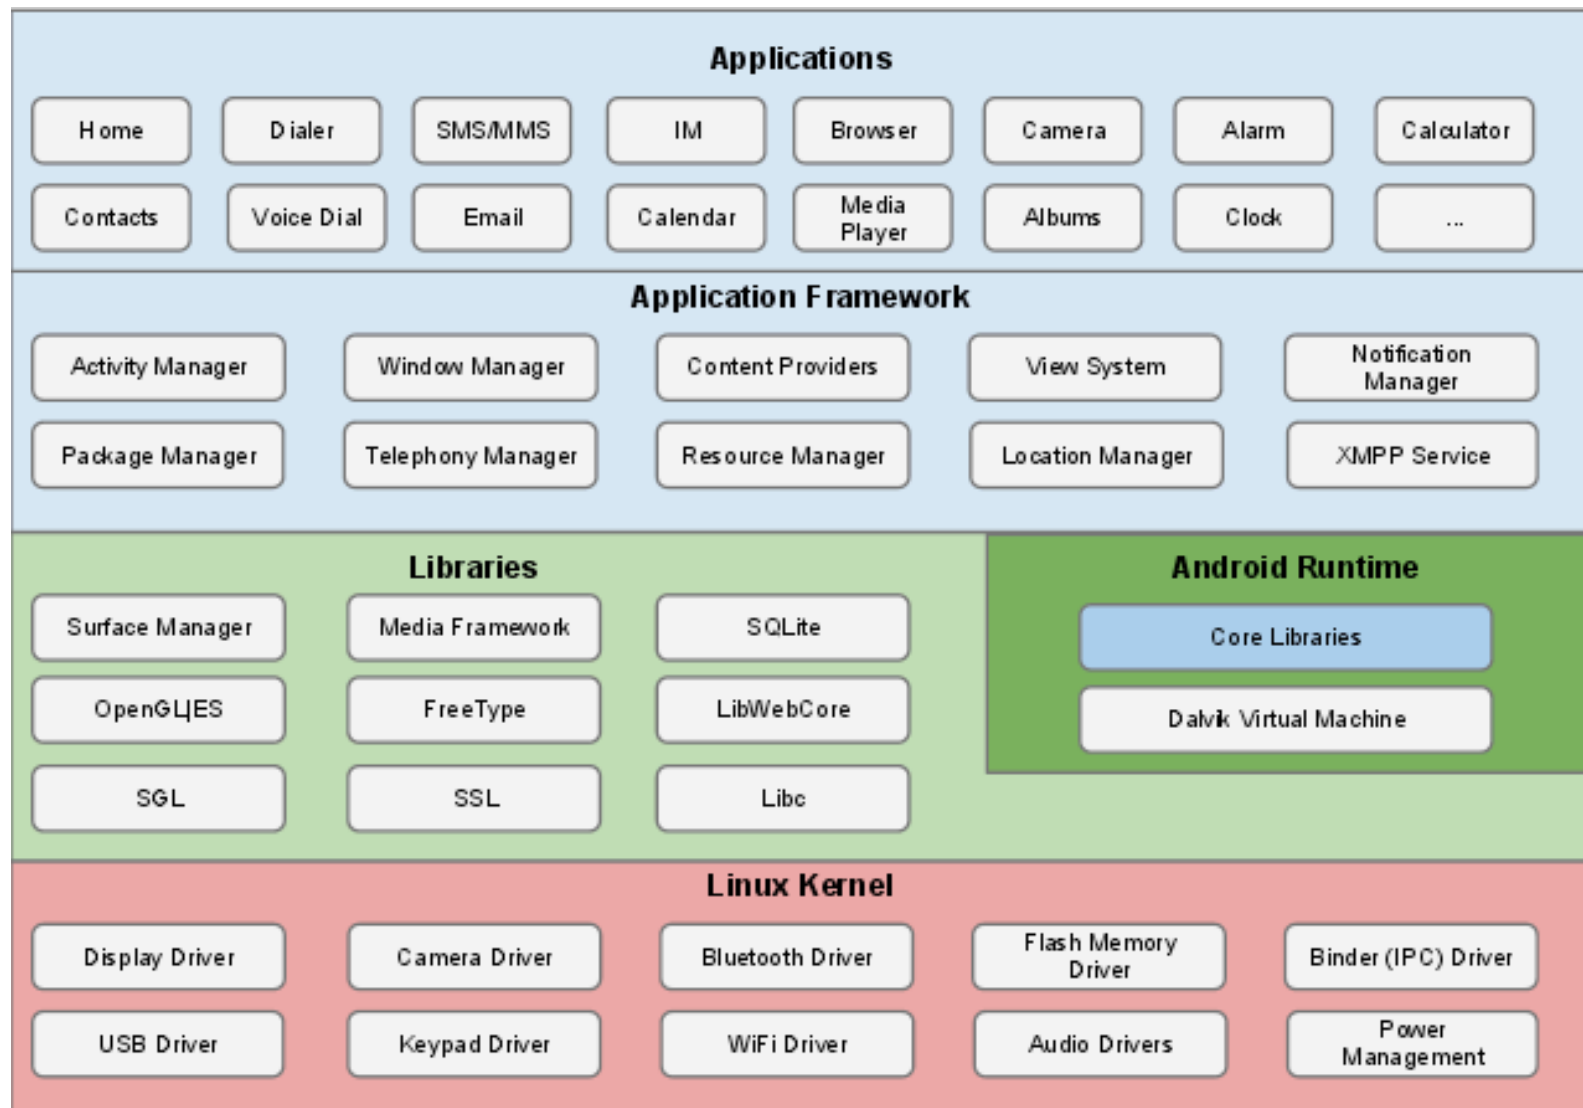 Applications
Home
Dialer
SMS/MMS
IM
Browser
Camera
Alarm
Calculator
Contacts
Voice Dial
Email
Calendar
Media
Player
Albums
Clock
...
Application Framework
Activity Manager
Window Manager
Content Providers
View System
Notification
Manager
Package Manager
Telephony Manager
Resource Manager
Location Manager
XMPP Service
Libraries
Surface Manager
Media Framework
SQLite
OpenGL|ES
FreeType
LibWebCore
SGL
SSL
Libc
Android Runtime
Core Libraries
Dalvik Virtual Machine
Linux Kernel
Display Driver
Camera Driver
Bluetooth Driver
Flash Memory
Driver
Binder (IPC) Driver
USB Driver
Keypad Driver
WiFi Driver
Audio Drivers
Power
Management